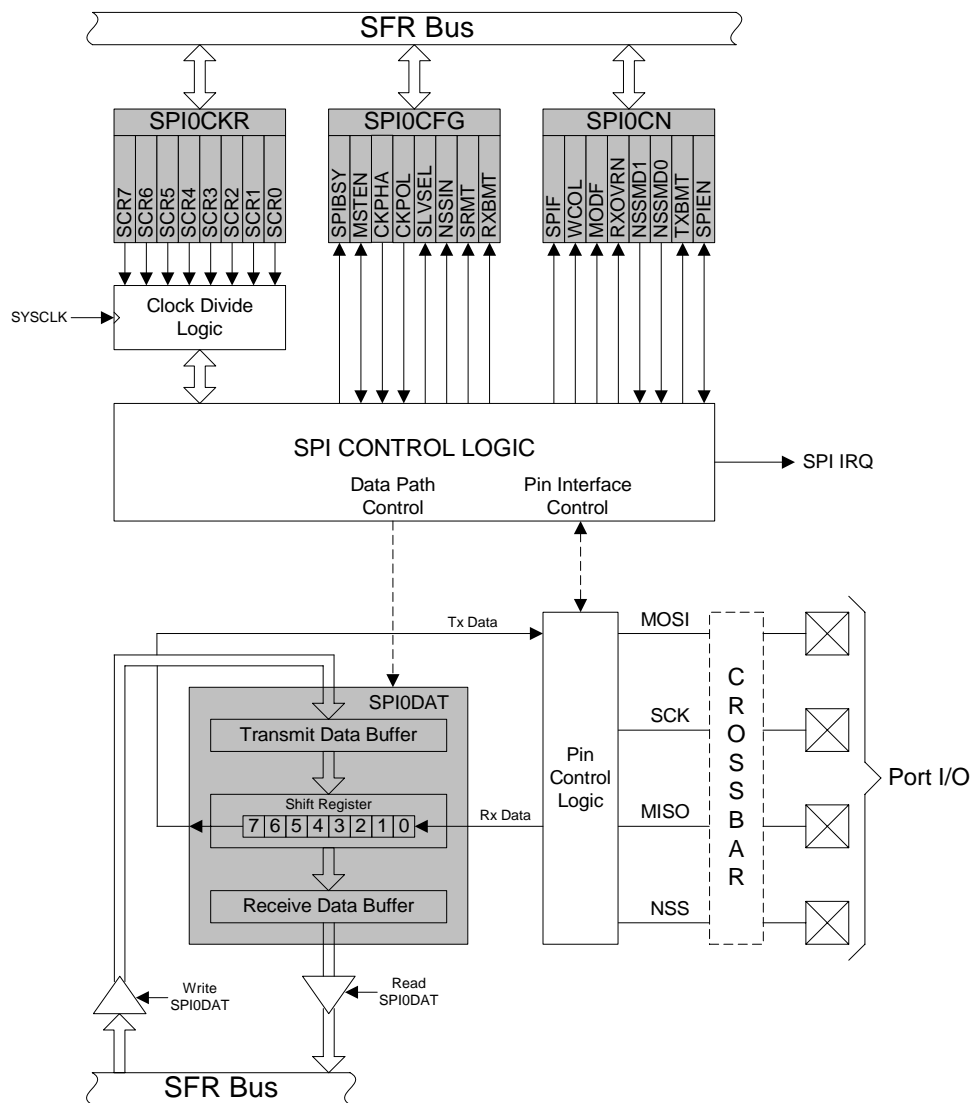 SFR Bus
SPI0CKR
SCR7
SCR6
SCR5
SCR4
SCR3
SCR2
SCR1
SCR0
SPI0CFG
SPIBSY
MSTEN
CKPHA
CKPOL
SLVSEL
NSSIN
SRMT
RXBMT
SPI0CN
SPIF
WCOL
MODF
RXOVRN
NSSMD1
NSSMD0
TXBMT
SPIEN
SYSCLK
Clock Divide
Logic
SPI CONTROL LOGIC
Data Path
Control
Pin Interface
Control
SPI IRQ
Tx Data
SPI0DAT
Transmit Data Buffer
Shift Register
7 6 5 4 3 2 1 0
Rx Data
Receive Data Buffer
Pin
Control
Logic
MOSI
SCK
MISO
NSS
CROSSBAR
Port I/O
Write
SPI0DAT
Read
SPI0DAT
SFR Bus